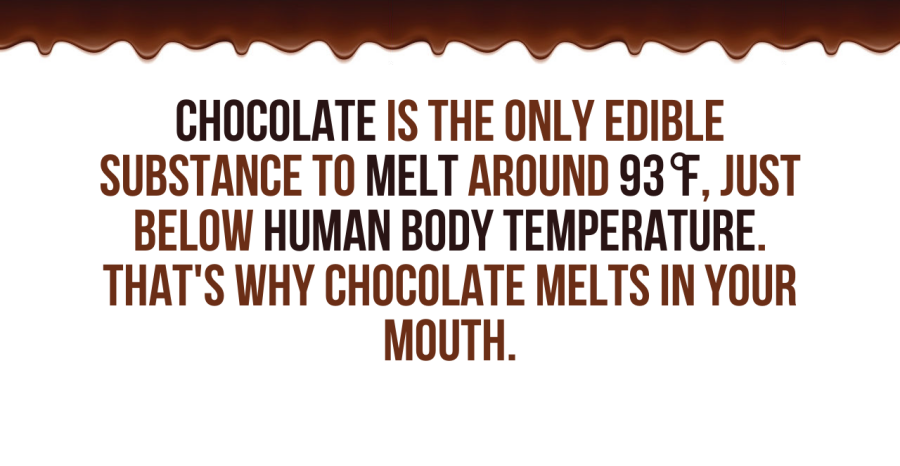 CHOCOLATE IS THE ONLY EDIBLE
SUBSTANCE TO MELT AROUND 93°F, JUST
BELOW HUMAN BODY TEMPERATURE.
THAT'S WHY CHOCOLATE MELTS IN YOUR
MOUTH.